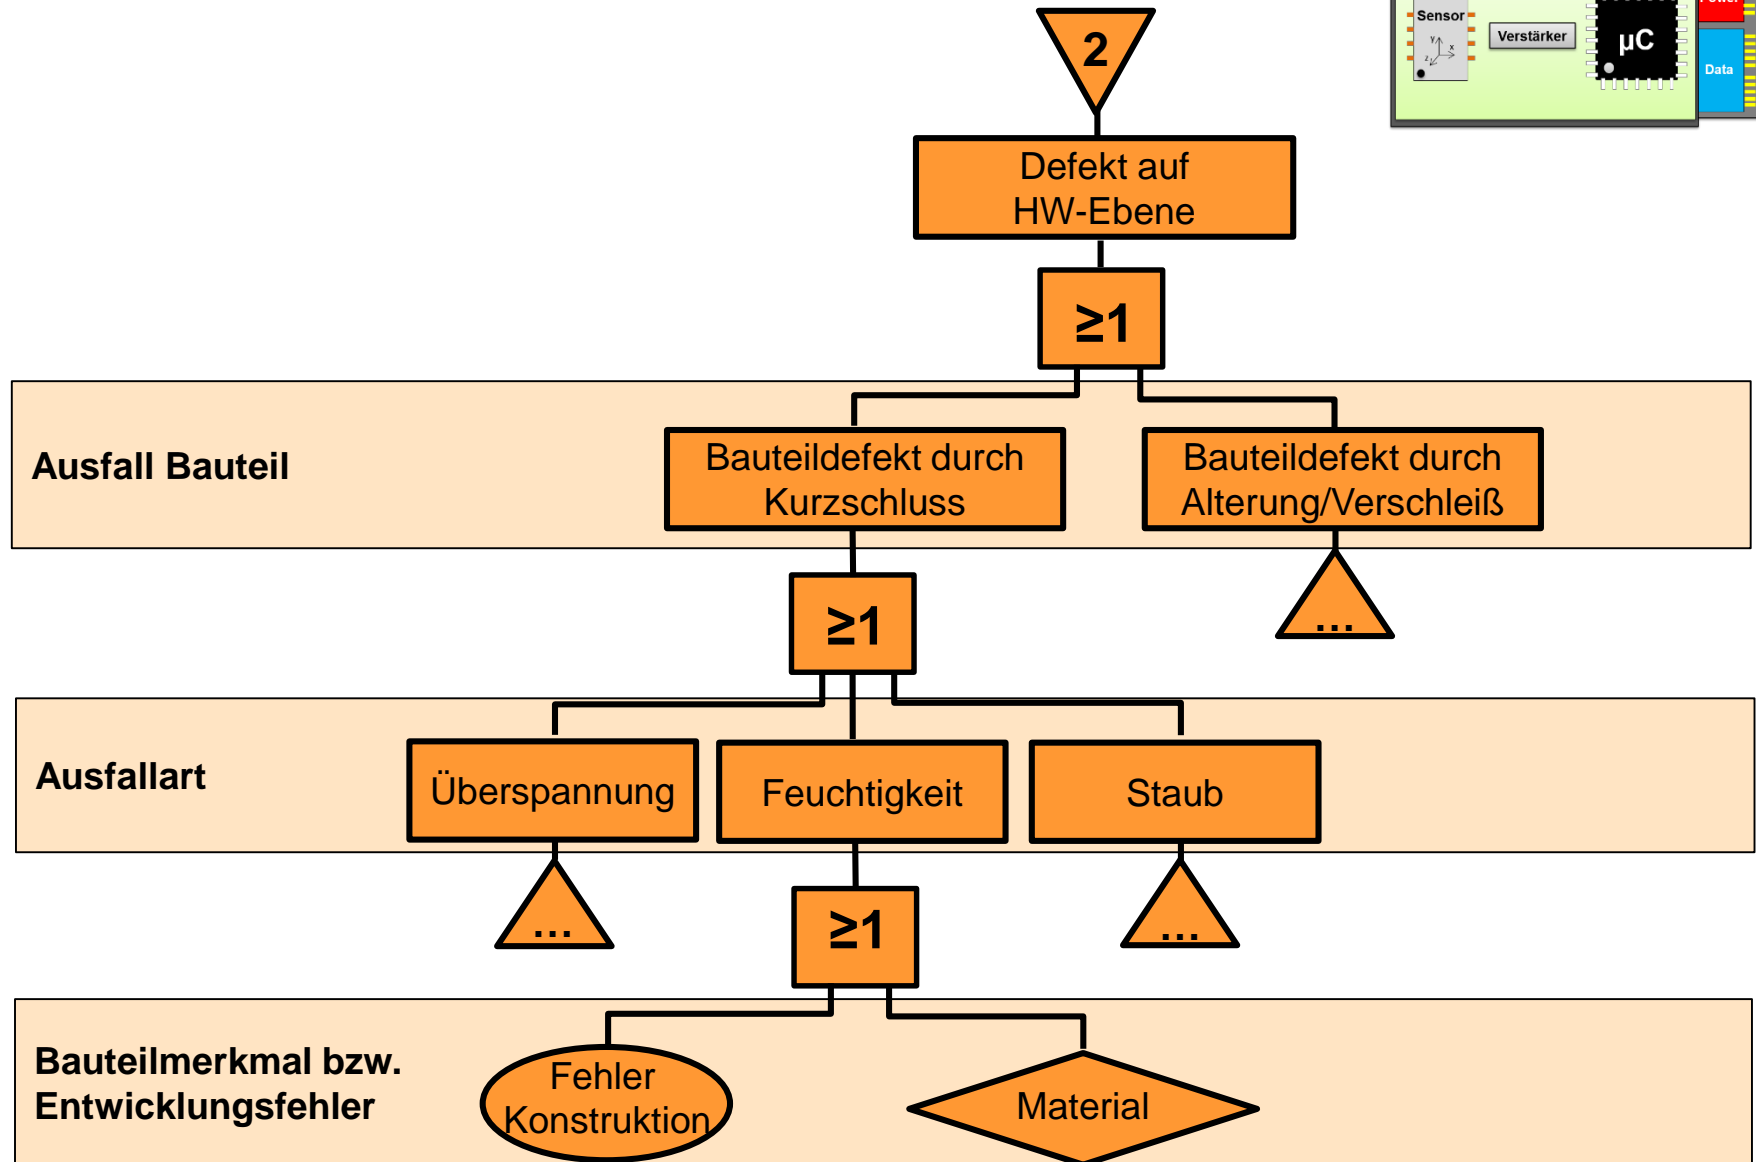 Sensor
y
x
z
Verstärker
µC
Data
2
Defekt auf
HW-Ebene
≥1
Ausfall Bauteil
Bauteildefekt durch
Kurzschluss
Bauteildefekt durch
Alterung/Verschleiß
≥1
...
Ausfallart
Überspannung
Feuchtigkeit
Staub
...
≥1
...
Bauteilmerkmal bzw.
Entwicklungsfehler
Fehler
Konstruktion
Material